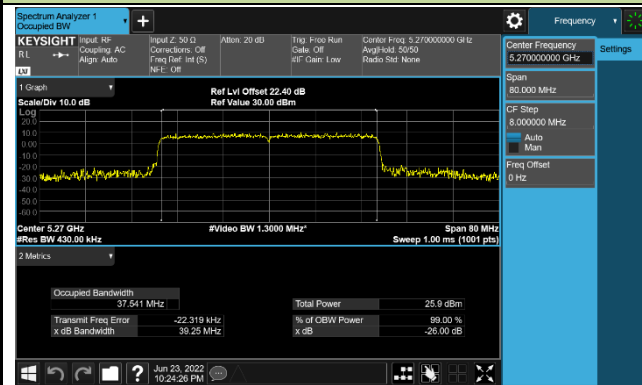 Spectrum Analyzer 1
Occupied BW
Frequency
KEYSIGHT
Input: RF
Coupling: AC
Align: Auto
Input Z: 50 Ω
Corrections: Off
Freq Ref: Int (S)
NFE: Off
Atten: 20 dB
Trig: Free Run
Gate: Off
#IF Gain: Low
Center Freq: 5.270000000 GHz
Avg|Hold: 50/50
Radio Std: None
RL
LXI
Center Frequency
5.270000000 GHz
Settings
Span
80.000 MHz
CF Step
8.000000 MHz
Auto
Man
Freq Offset
0 Hz
1 Graph
Scale/Div 10.0 dB
Ref Lvl Offset 22.40 dB
Ref Value 30.00 dBm
Log
20.0
10.0
0.00
-10.0
-20.0
-30.0
-40.0
-50.0
-60.0
Center 5.27 GHz
#Video BW 1.3000 MHz*
Span 80 MHz
#Res BW 430.00 kHz
Sweep 1.00 ms (1001 pts)
2 Metrics
Occupied Bandwidth
37.541 MHz
Total Power
25.9 dBm
Transmit Freq Error
-22.319 kHz
% of OBW Power
99.00 %
x dB Bandwidth
39.25 MHz
x dB
-26.00 dB
Jun 23, 2022
10:24:26 PM